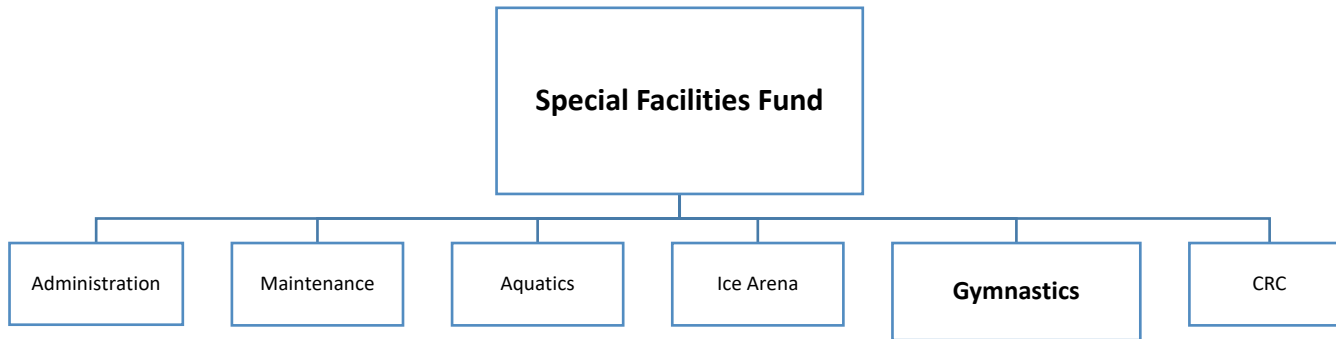 Special Facilities Fund
Administration
Maintenance
Aquatics
Ice Arena
Gymnastics
CRC